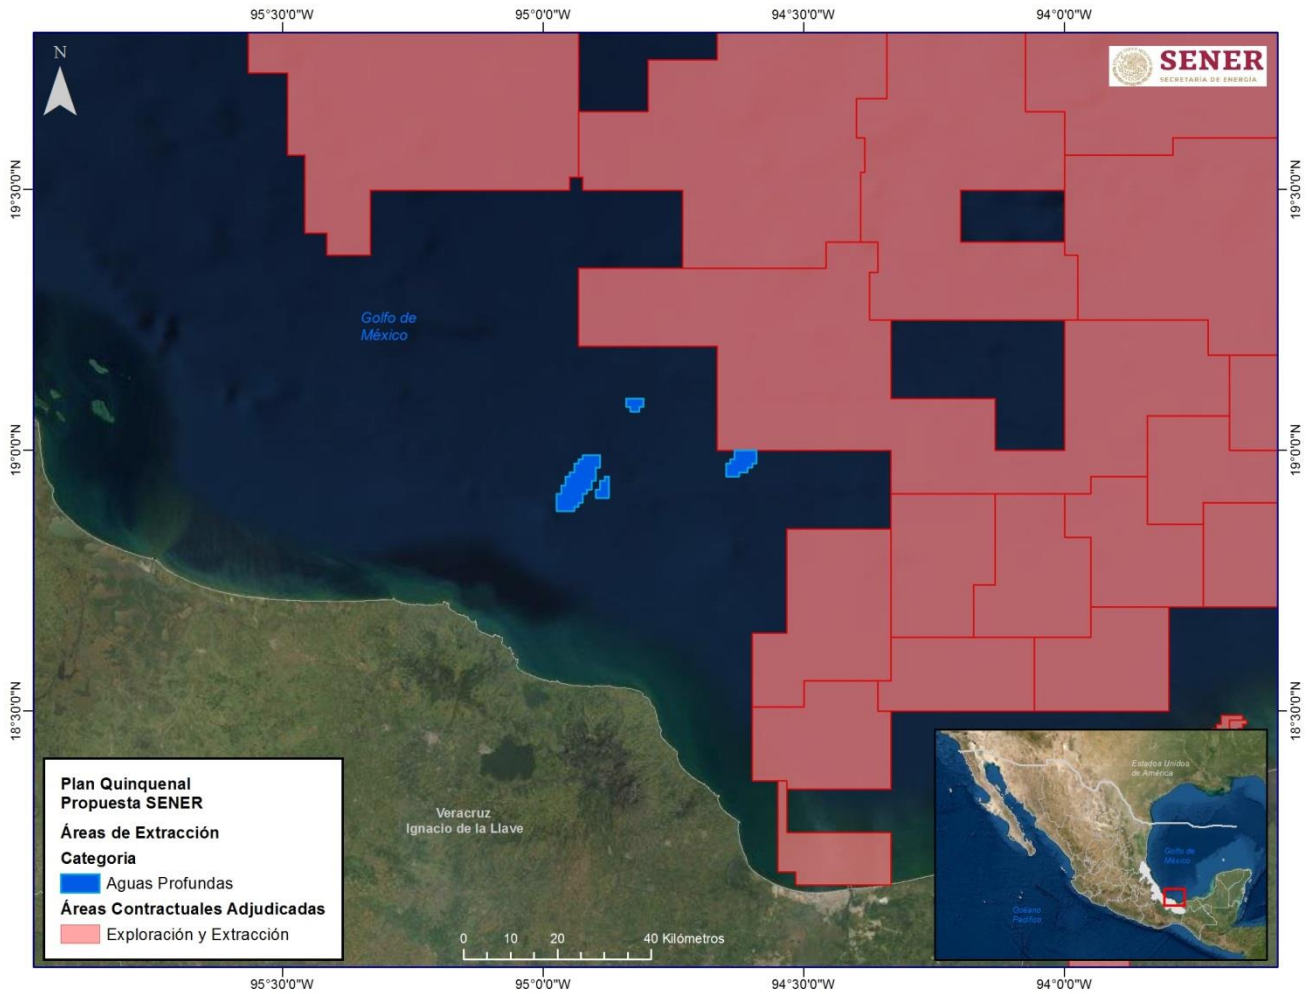 95°30'0"W 95°0'0"W 94°30'0"W 94°0'0"W
N
SENER
SECRETARÍA DE ENERGÍA
19°30'0"N 19°30'0"N
Golfo de
México
19°0'0"N 19°0'0"N
18°30'0"N 18°30'0"N
Veracruz
Ignacio de la Llave
Plan Quinquenal
Propuesta SENER
Áreas de Extracción
Categoria
Aguas Profundas
Áreas Contractuales Adjudicadas
Exploración y Extracción
0 10 20 40 Kilómetros
Estados Unidos
de América
Golfo de
México
Océano
Pacífico
95°30'0"W 95°0'0"W 94°30'0"W 94°0'0"W